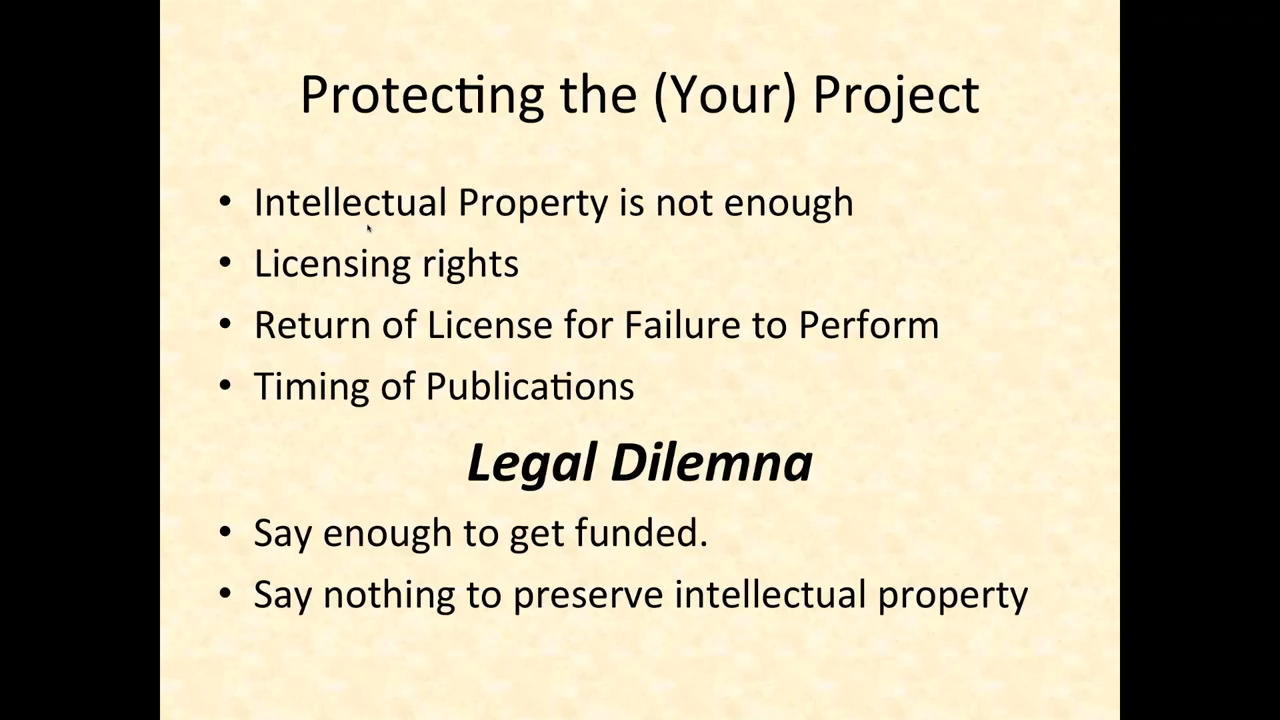 Protecting the (Your) Project
• Intellectual Property is not enough
• Licensing rights
• Return of License for Failure to Perform
• Timing of Publications
Legal Dilemna
• Say enough to get funded.
• Say nothing to preserve intellectual property